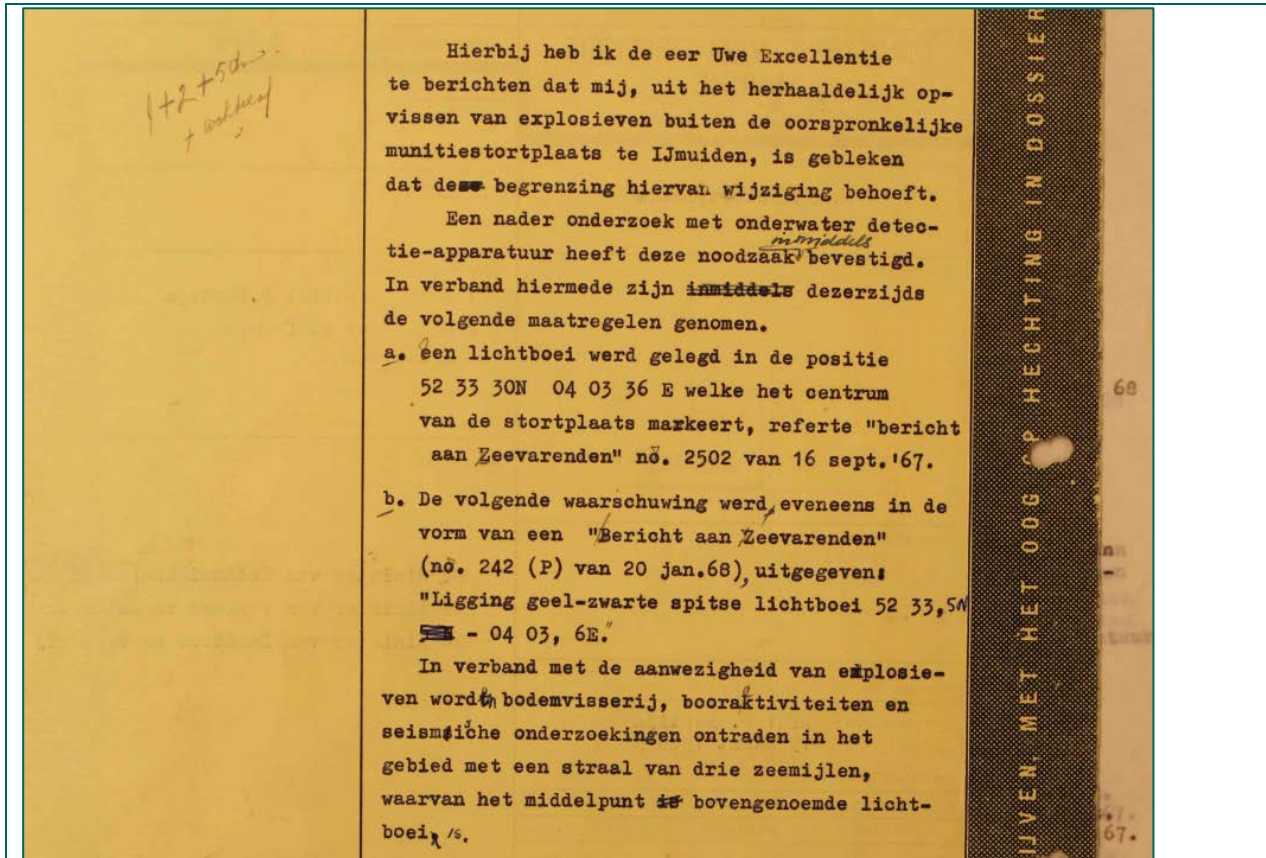 1+2+5de
+
Hierbij heb ik de eer Uwe Excellentie
te berichten dat mij, uit het herhaaldelijk op-
vissen van explosieven buiten de oorspronkelijke
munitiestortplaats te IJmuiden, is gebleken
dat de begrenzing hiervan wijziging behoeft.
Een nader onderzoek met onderwater detec-
inmiddels
tie-apparatuur heeft deze noodzaak bevestigd.
In verband hiermede zijn inmiddels dezerzijds
de volgende maatregelen genomen.
a. een lichtboei werd gelegd in de positie
52 33 30N 04 03 36 E welke het centrum
van de stortplaats markeert, referte "bericht
aan Zeevarenden" no. 2502 van 16 sept. '67.
b. De volgende waarschuwing werd, eveneens in de
vorm van een "Bericht aan Zeevarenden"
(no. 242 (P) van 20 jan.68), uitgegeven:
"Ligging geel-zwarte spitse lichtboei 52 33,5N
- 04 03, 6E."
In verband met de aanwezigheid van explosie-
ven worden bodemvisserij, booraktiviteiten en
seismische onderzoekingen ontraden in het
gebied met een straal van drie zeemijlen,
waarvan het middelpunt is bovengenoemde licht-
boei is.
IJVEN, MET HET OOG OP HECHTING IN DOSSIER
68
67.
67.